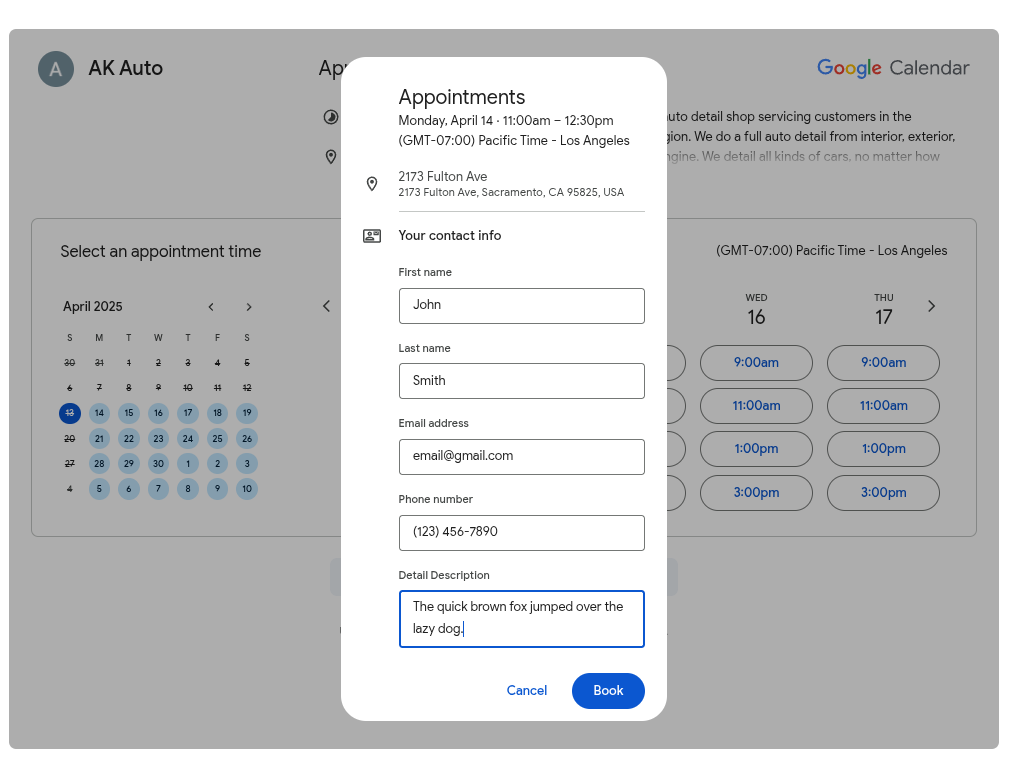 A
AK Auto
Google Calendar
auto detail shop servicing customers in the
We do a full auto detail from interior, exterior,
We detail all kinds of cars, no matter how
Select an appointment time
(GMT-07:00) Pacific Time - Los Angeles
April 2025
S M T W T F S
30 31 1 2 3 4 5
6 7 8 9 10 11 12
13 14 15 16 17 18 19
20 21 22 23 24 25 26
27 28 29 30 1 2 3
4 5 6 7 8 9 10
WED THU
16 17
9:00am 9:00am
11:00am 11:00am
1:00pm 1:00pm
3:00pm 3:00pm
Appointments
Monday, April 14 · 11:00am – 12:30pm
(GMT-07:00) Pacific Time - Los Angeles
2173 Fulton Ave
2173 Fulton Ave, Sacramento, CA 95825, USA
Your contact info
First name
John
Last name
Smith
Email address
email@gmail.com
Phone number
(123) 456-7890
Detail Description
The quick brown fox jumped over the
lazy dog.
Cancel Book